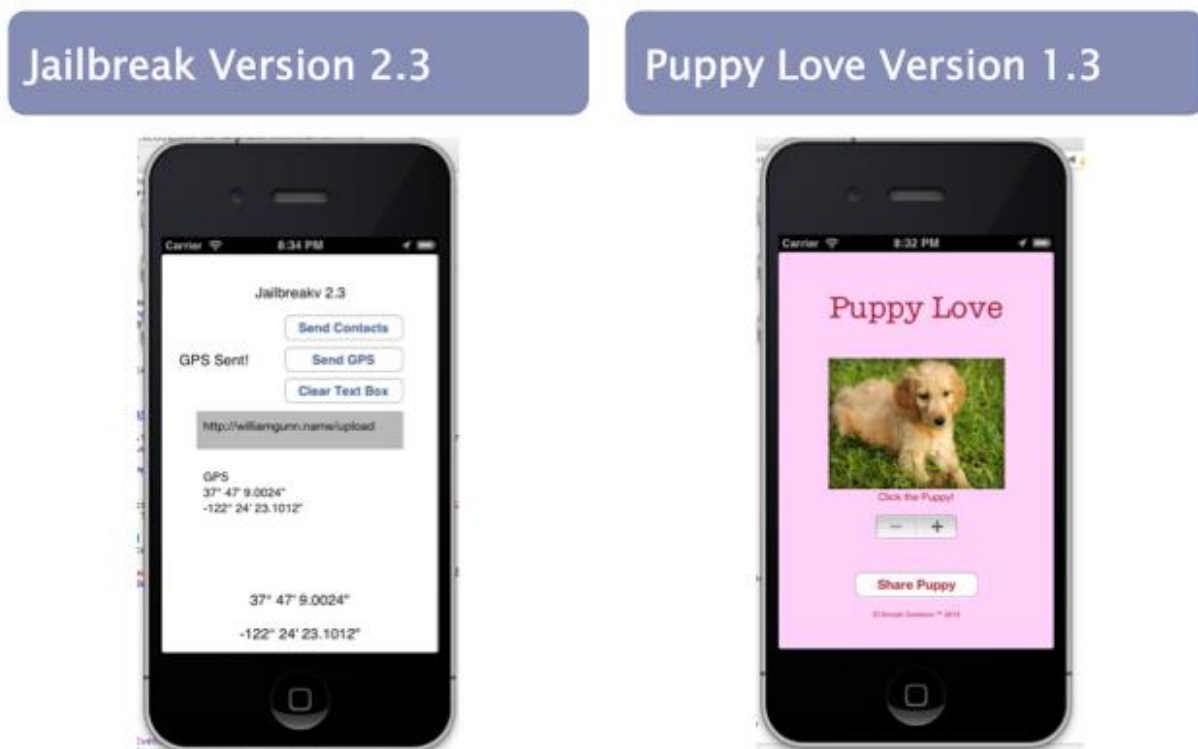 Jailbreak Version 2.3
Carrier 8:34 PM
Jailbreakv 2.3
Send Contacts
GPS Sent!
Send GPS
Clear Text Box
http://williamgunn.name/upload
GPS
37° 47' 9.0024"
-122° 24' 23.1012"
37° 47' 9.0024"
-122° 24' 23.1012"
Puppy Love Version 1.3
Carrier 8:32 PM
Puppy Love
Click the Puppy!
− +
Share Puppy